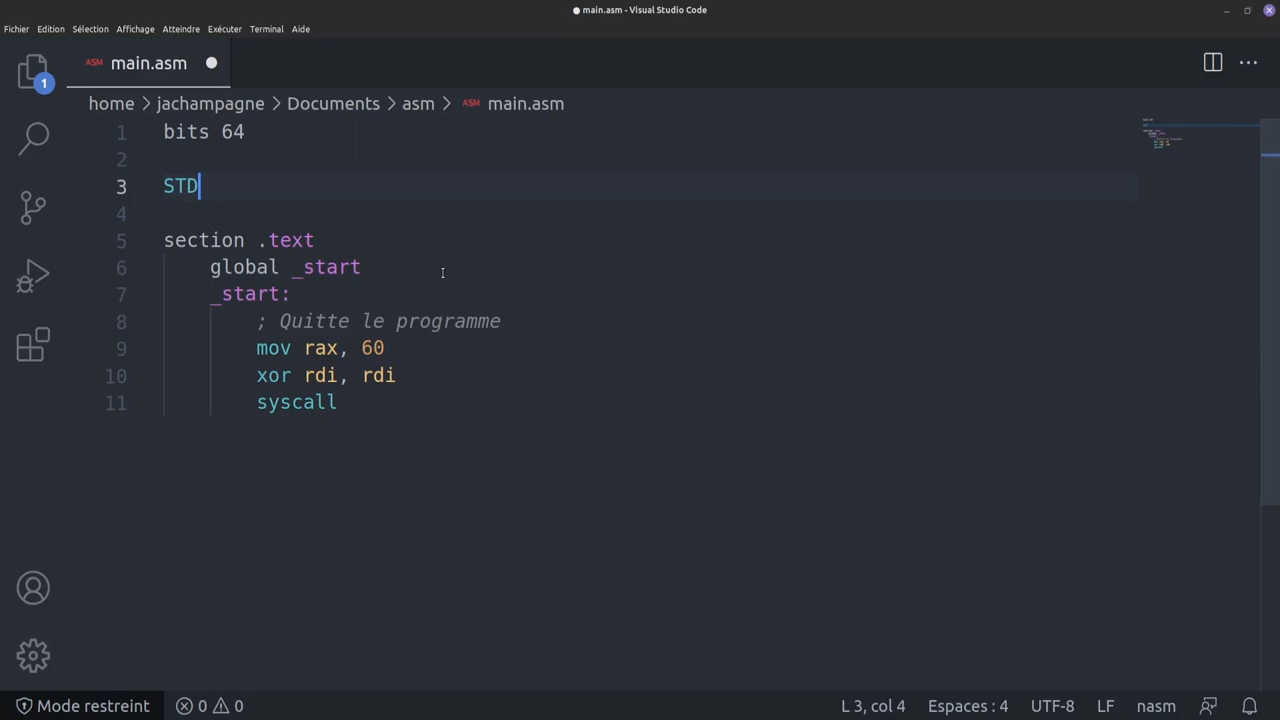 main.asm - Visual Studio Code
Fichier Edition Sélection Affichage Atteindre Exécuter Terminal Aide
1
ASM main.asm
home > jachampagne > Documents > asm > ASM main.asm
1 bits 64
2
3 STD
4
5 section .text
6 global _start
7 _start:
8 ; Quitte le programme
9 mov rax, 60
10 xor rdi, rdi
11 syscall
Mode restreint 0 0 L 3, col 4 Espaces : 4 UTF-8 LF nasm